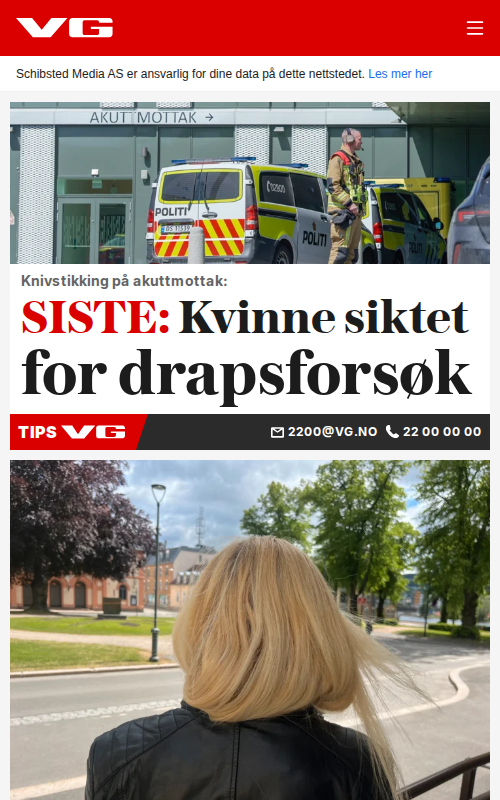 VG
Schibsted Media AS er ansvarlig for dine data på dette nettstedet. Les mer her
AKUTTMOTTAK →
POLITI
POLITI
Knivstikking på akuttmottak:
SISTE: Kvinne siktet
for drapsforsøk
TIPS VG 2200@VG.NO 22 00 00 00